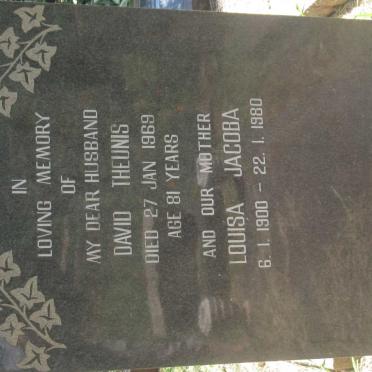 IN
LOVING MEMORY
OF
MY DEAR HUSBAND
DAVID THEUNIS
DIED 27 JAN 1969
AGE 81 YEARS
AND OUR MOTHER
LOUISA JACOBA
6. 1. 1900 - 22. 1. 1980